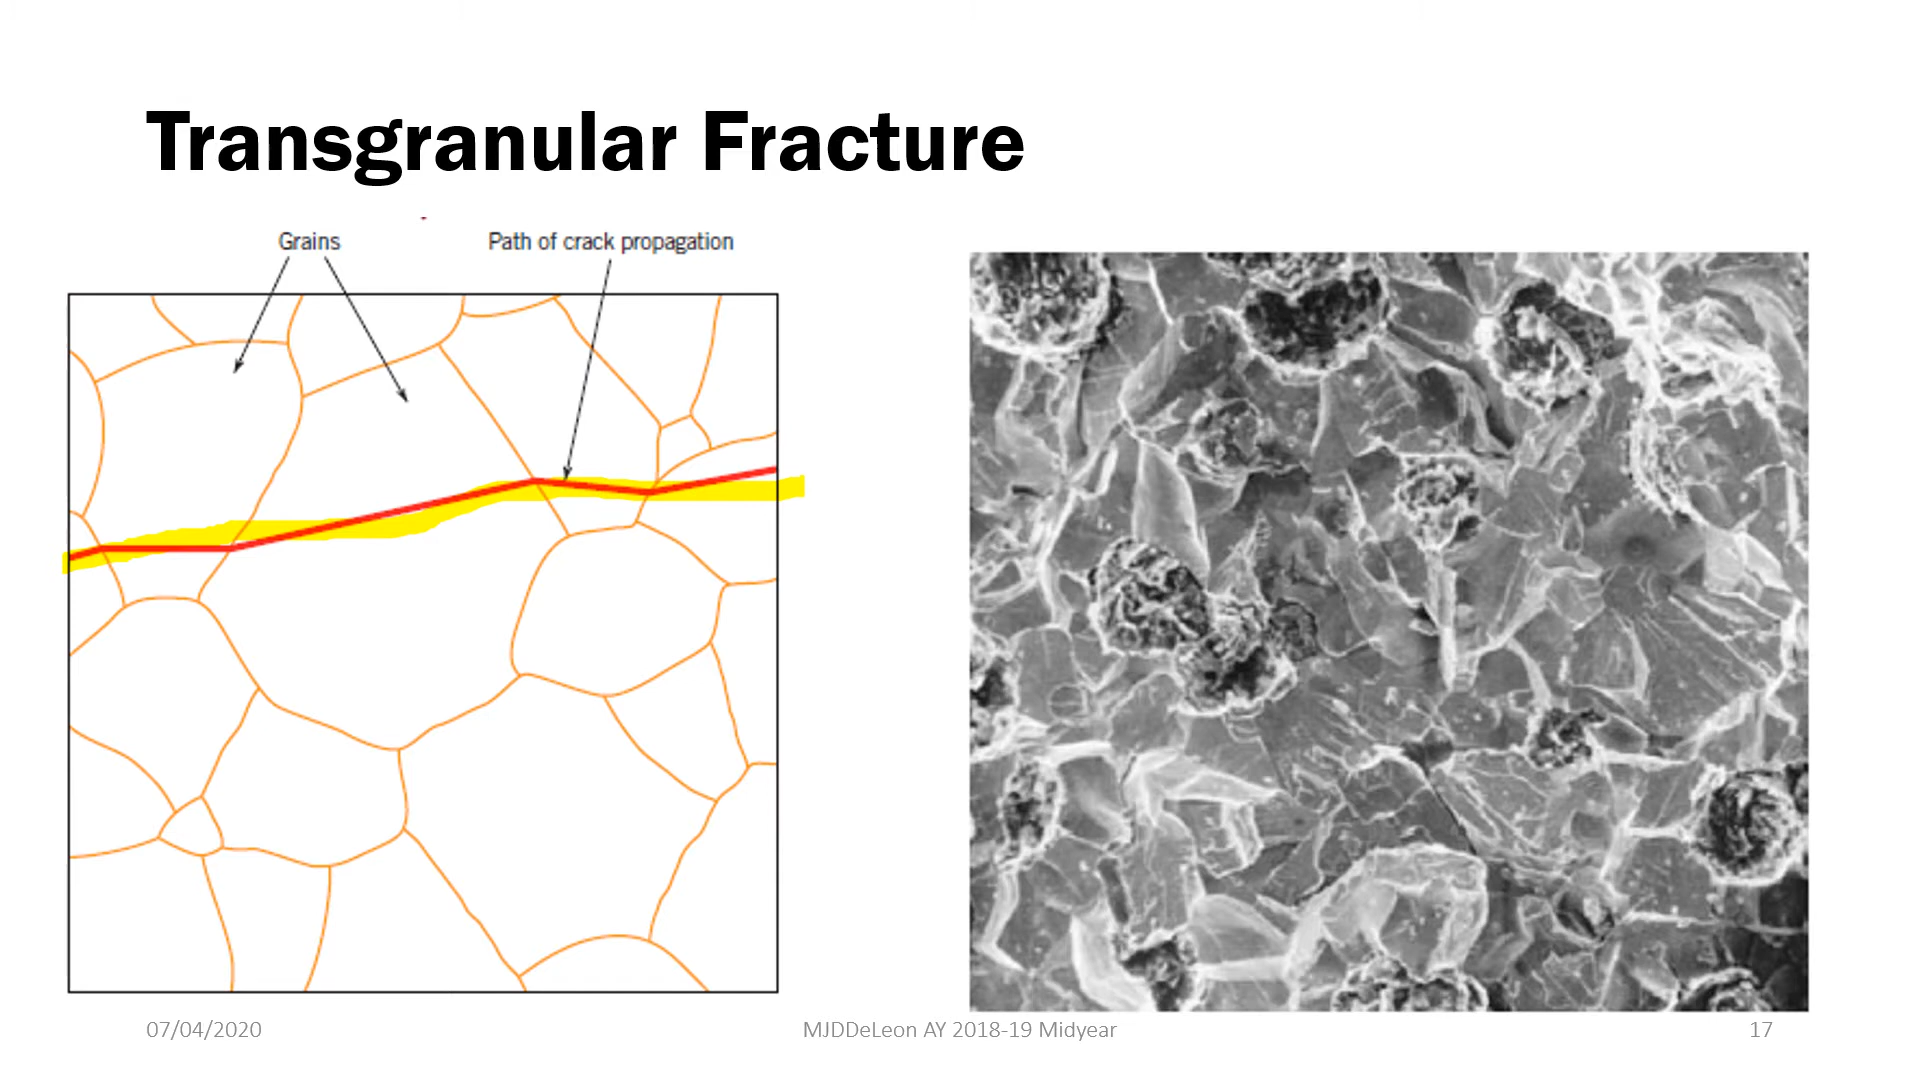 Transgranular Fracture
Grains
Path of crack propagation
07/04/2020
MJDDeLeon AY 2018-19 Midyear
17